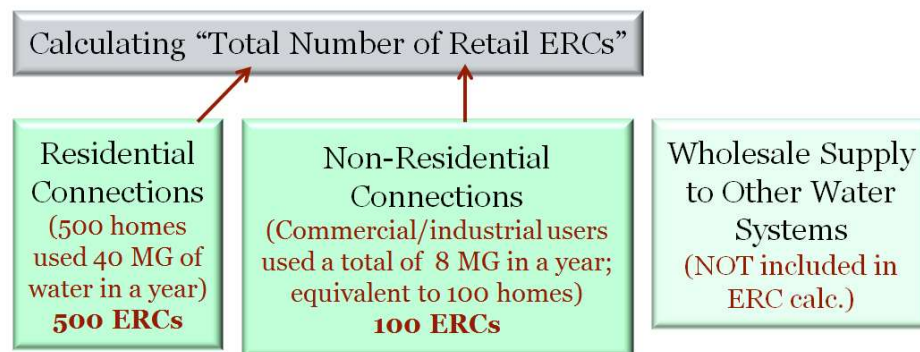 Calculating “Total Number of Retail ERCs”
Residential
Connections
(500 homes
used 40 MG of
water in a year)
500 ERCs
Non-Residential
Connections
(Commercial/industrial users
used a total of 8 MG in a year;
equivalent to 100 homes)
100 ERCs
Wholesale Supply
to Other Water
Systems
(NOT included in
ERC calc.)